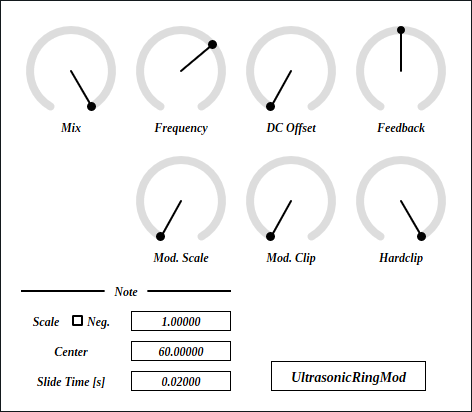 Mix Frequency DC Offset Feedback
Mod. Scale Mod. Clip Hardclip
Note
Scale Neg. 1.00000
Center 60.00000
Slide Time [s] 0.02000
UltrasonicRingMod